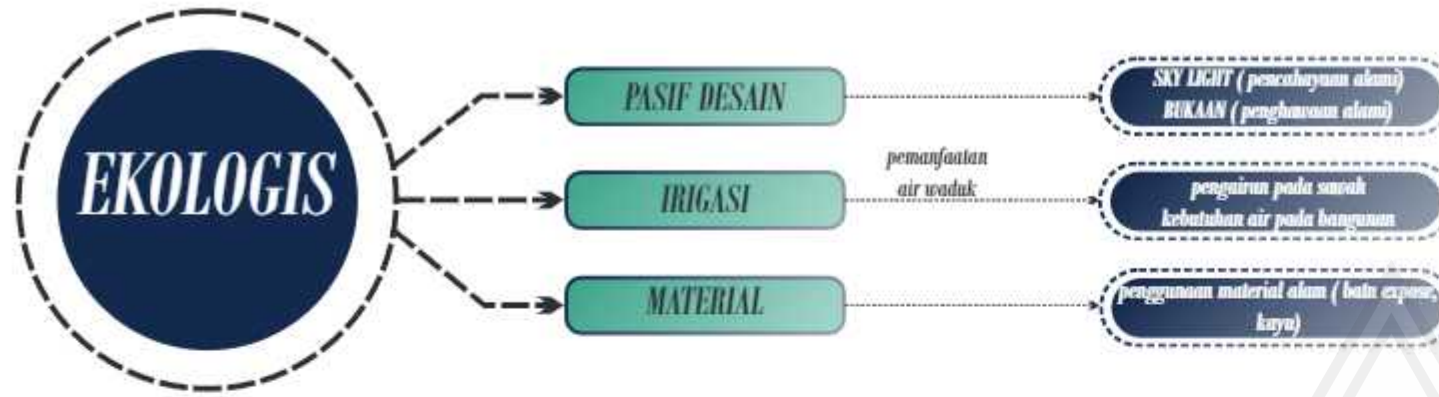 EKOLOGIS
PASIF DESAIN
SKY LIGHT ( pencahayaan alami)
BUKAAN ( penghawaan alami)
IRIGASI
pemanfaatan
air waduk
pengairan pada sawah
kebutuhan air pada bangunan
MATERIAL
penggunaan material alam ( batu expose,
kayu)